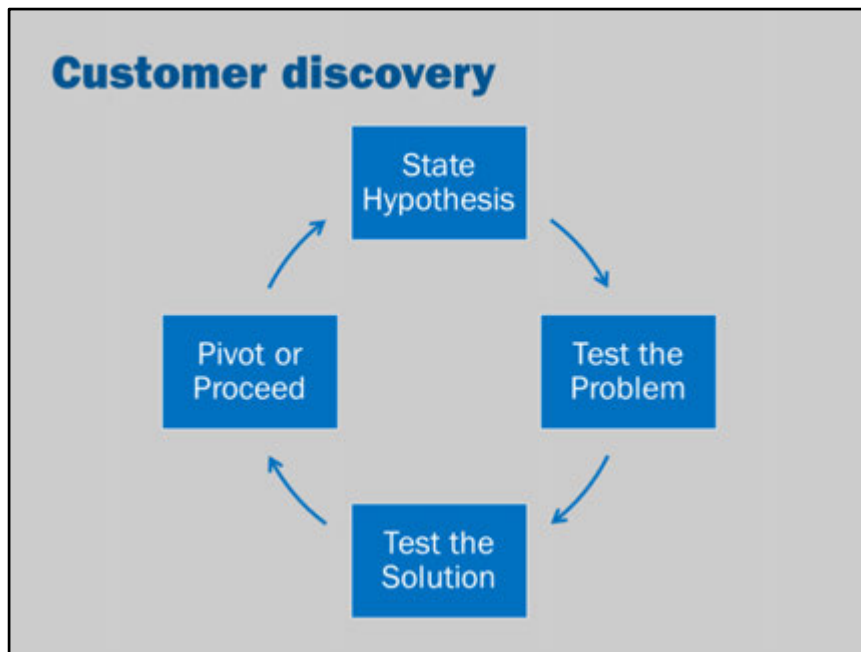 Customer discovery
State
Hypothesis
Test the
Problem
Test the
Solution
Pivot or
Proceed